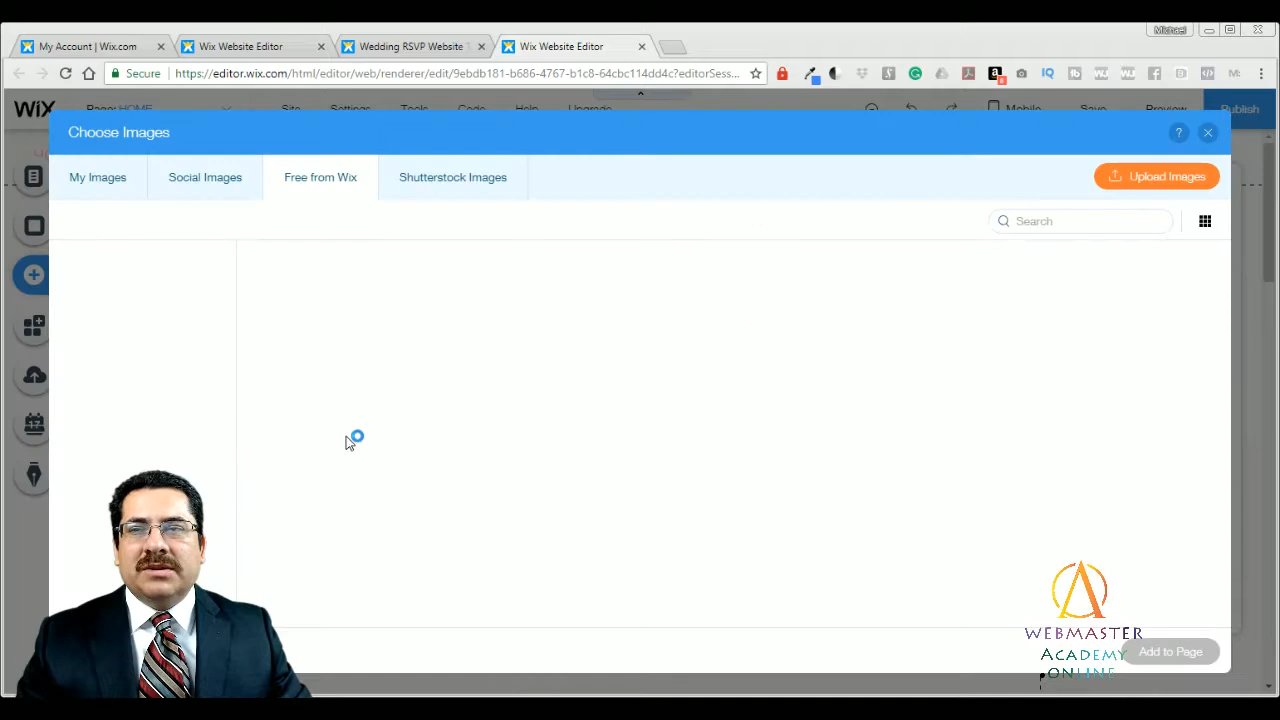 Michael
My Account | Wix.com
Wix Website Editor
Wedding RSVP Website T
Wix Website Editor
Secure
https://editor.wix.com/html/editor/web/renderer/edit/9ebdb181-b686-4767-b1c8-64cbc114dd4c?editorSess...
WiX
Page: HOME
Site
Settings
Tools
Code
Help
Upgrade
Mobile
Save
Preview
Publish
Choose Images
?
My Images
Social Images
Free from Wix
Shutterstock Images
Upload Images
Search
17
WEBMASTER
ACADEMY
ONLINE
Add to Page